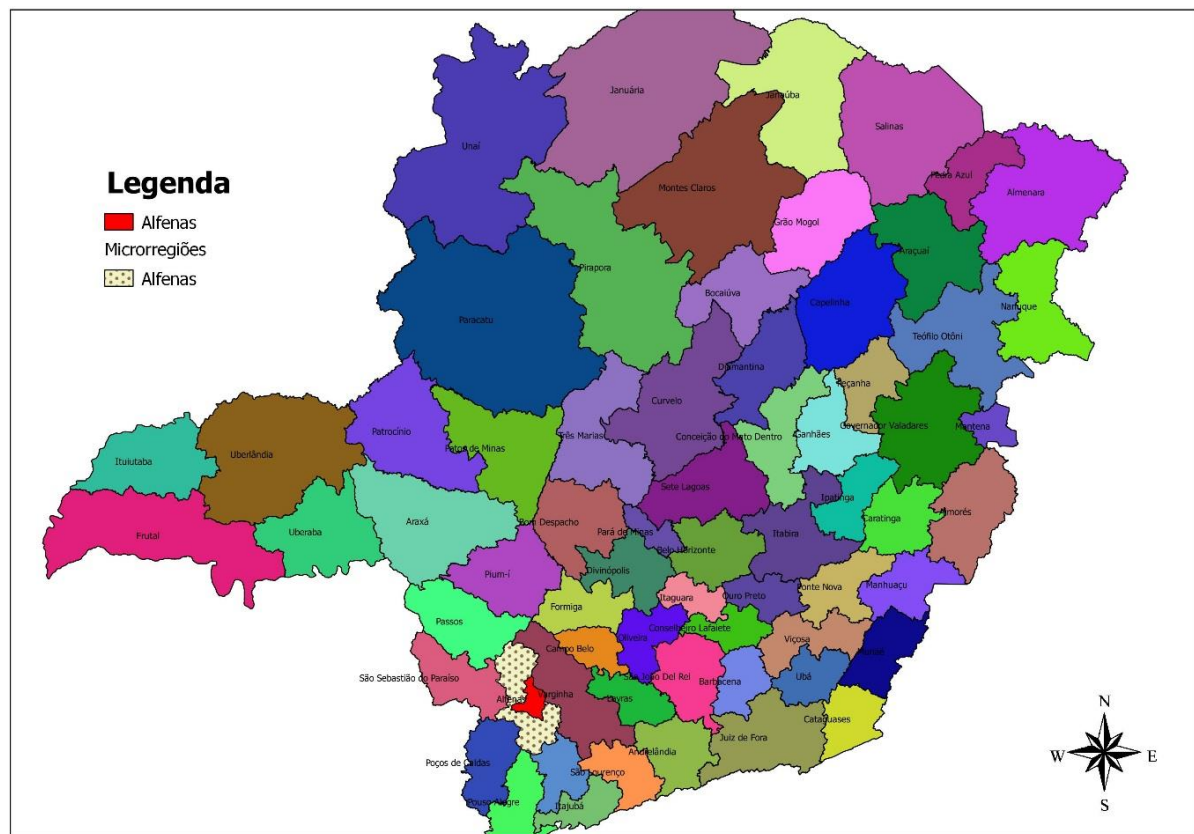 Januária
Janaúba
Salinas
Unaí
Montes Claros
Pedra Azul
Almenara
Legenda
Alfenas
Microrregiões
Alfenas
Grão Mogol
Araçuaí
Pirapora
Bocaiúva
Capelinha
Nanuque
Paracatu
Teófilo Otôni
Diamantina
Peçanha
Curvelo
Patrocínio
Patos de Minas
Três Marias
Conceição do Mato Dentro
Ganhães
Governador Valadares
Mantena
Ituiutaba
Uberlândia
Sete Lagoas
Ipatinga
Aimorés
Caratinga
Araxá
Bom Despacho
Pará de Minas
Frutal
Uberaba
Itabira
Belo Horizonte
Pium-í
Divinópolis
Manhuaçu
Ponte Nova
Itaguara
Ouro Preto
Formiga
Passos
Conselheiro Lafaiete
Oliveira
Viçosa
Campo Belo
Muriaé
São Sebastião do Paraíso
São João Del Rei
Barbacena
Ubá
Varginha
Alfenas
Lavras
Cataguases
Juiz de Fora
Andrelândia
Poços de Caldas
São Lourenço
Pouso Alegre
Itajubá
N
W
E
S